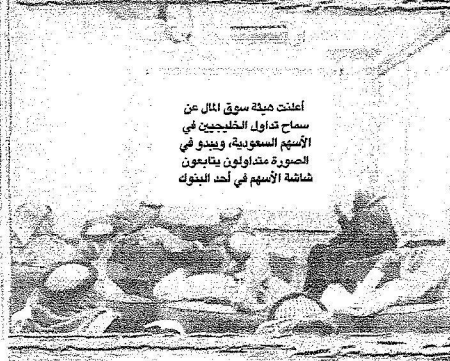 أعلنت هيئة سوق المال عن
سماح تداول الخليجيين في
الأسهم السعودية، ويبدو في
الصورة متداولون يتابعون
شاشة الأسهم في أحد البنوك